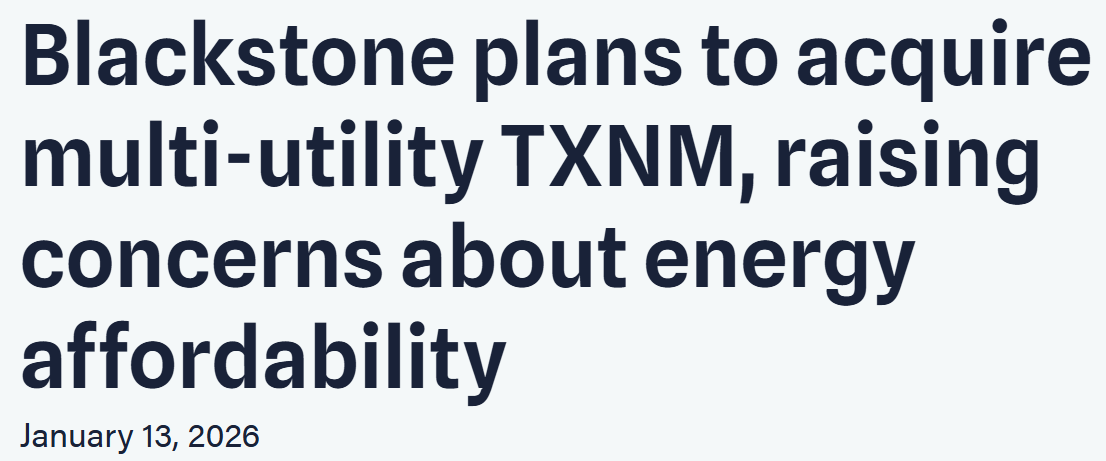 Blackstone plans to acquire
multi-utility TXNM, raising
concerns about energy
affordability
January 13, 2026